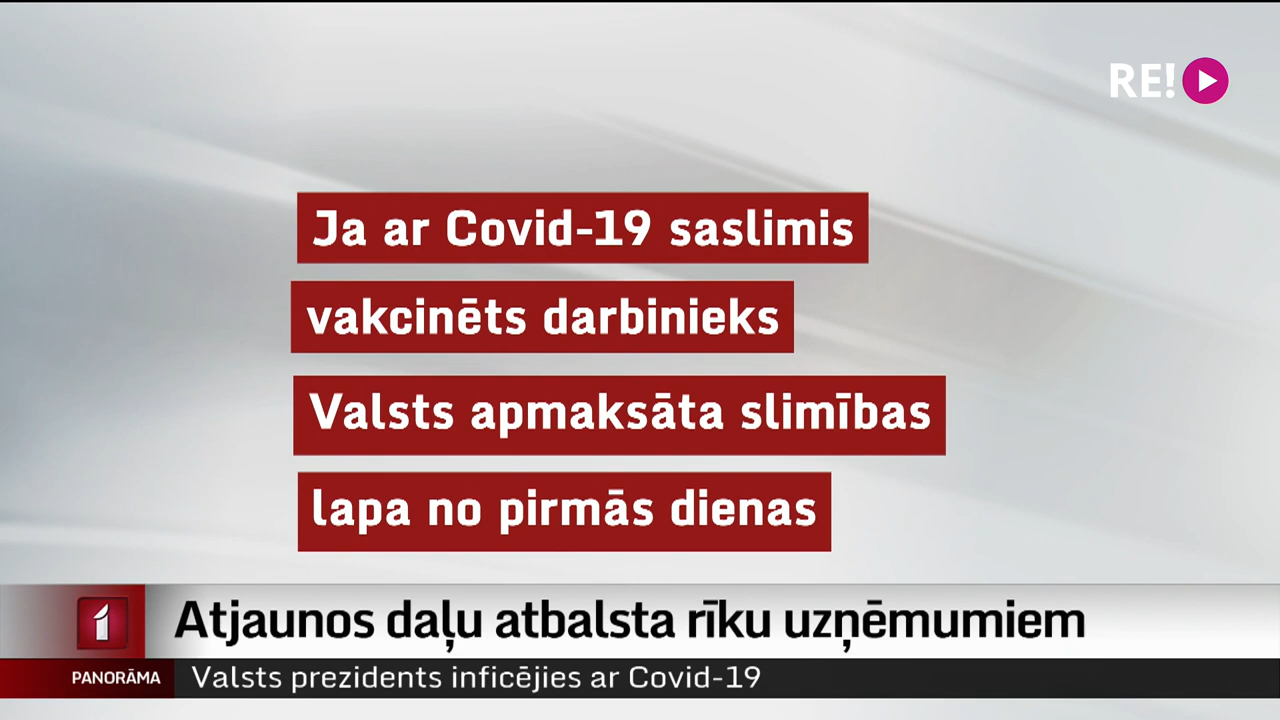 RE!
Ja ar Covid-19 saslimis
vakcinēts darbinieks
Valsts apmaksāta slimības
lapa no pirmās dienas
1 Atjaunos daļu atbalsta rīku uzņēmumiem
PANORĀMA Valsts prezidents inficējies ar Covid-19